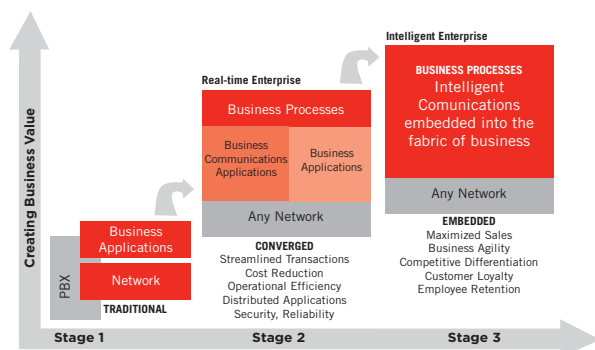 Creating Business Value
PBX
Business
Applications
Network
TRADITIONAL
Stage 1
Real-time Enterprise
Business Processes
Business
Communications
Applications
Business
Applications
Any Network
CONVERGED
Streamlined Transactions
Cost Reduction
Operational Efficiency
Distributed Applications
Security, Reliability
Stage 2
Intelligent Enterprise
BUSINESS PROCESSES
Intelligent
Comunications
embedded into the
fabric of business
Any Network
EMBEDDED
Maximized Sales
Business Agility
Competitive Differentiation
Customer Loyalty
Employee Retention
Stage 3